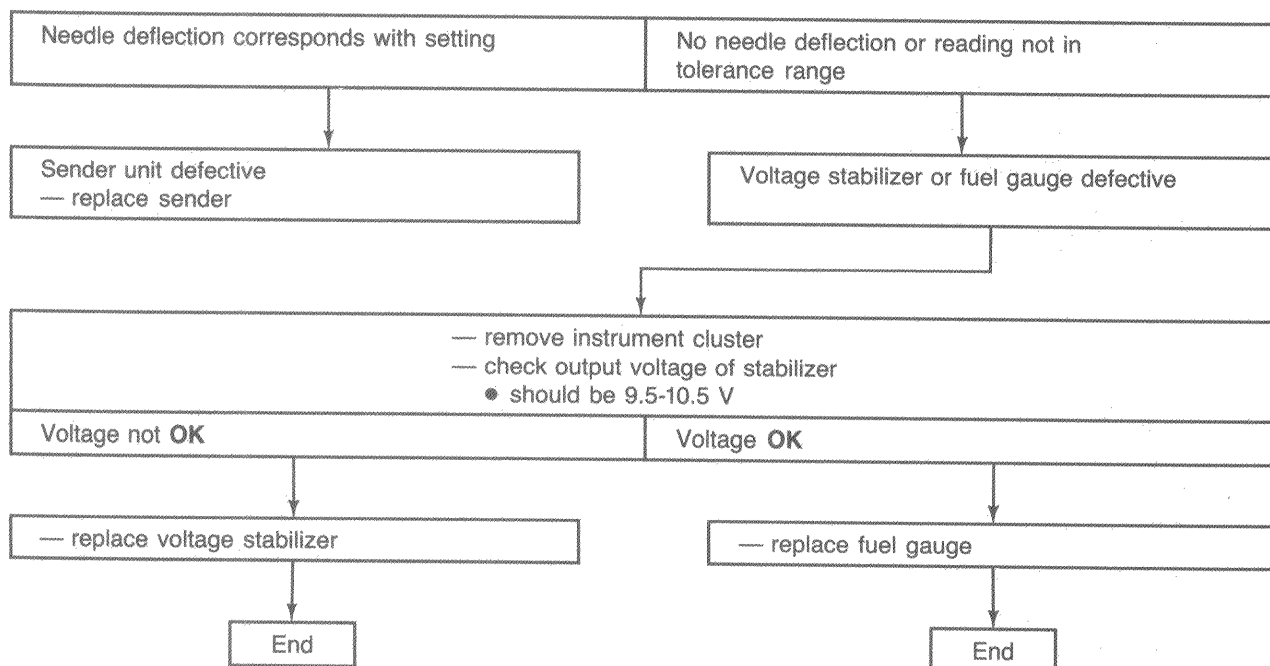 Needle deflection corresponds with setting
No needle deflection or reading not in
tolerance range
Sender unit defective
— replace sender
Voltage stabilizer or fuel gauge defective
— remove instrument cluster
— check output voltage of stabilizer
● should be 9.5-10.5 V
Voltage not OK
Voltage OK
— replace voltage stabilizer
— replace fuel gauge
End
End